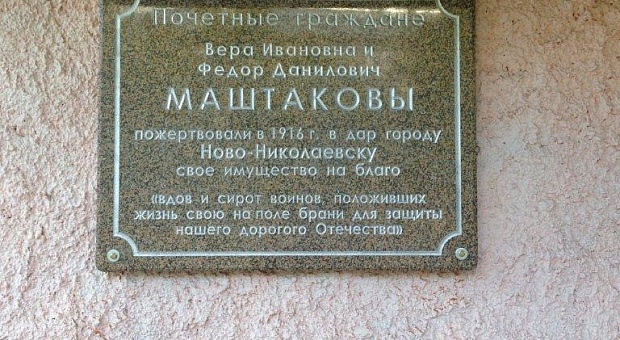 Почетные граждане
Вера Ивановна и
Федор Данилович
МАШТАКОВЫ
пожертвовали в 1916 г. в дар городу
Ново-Николаевску
свое имущество на благо
«вдов и сирот воинов, положивших
жизнь свою на поле брани для защиты
нашего дорогого Отечества»